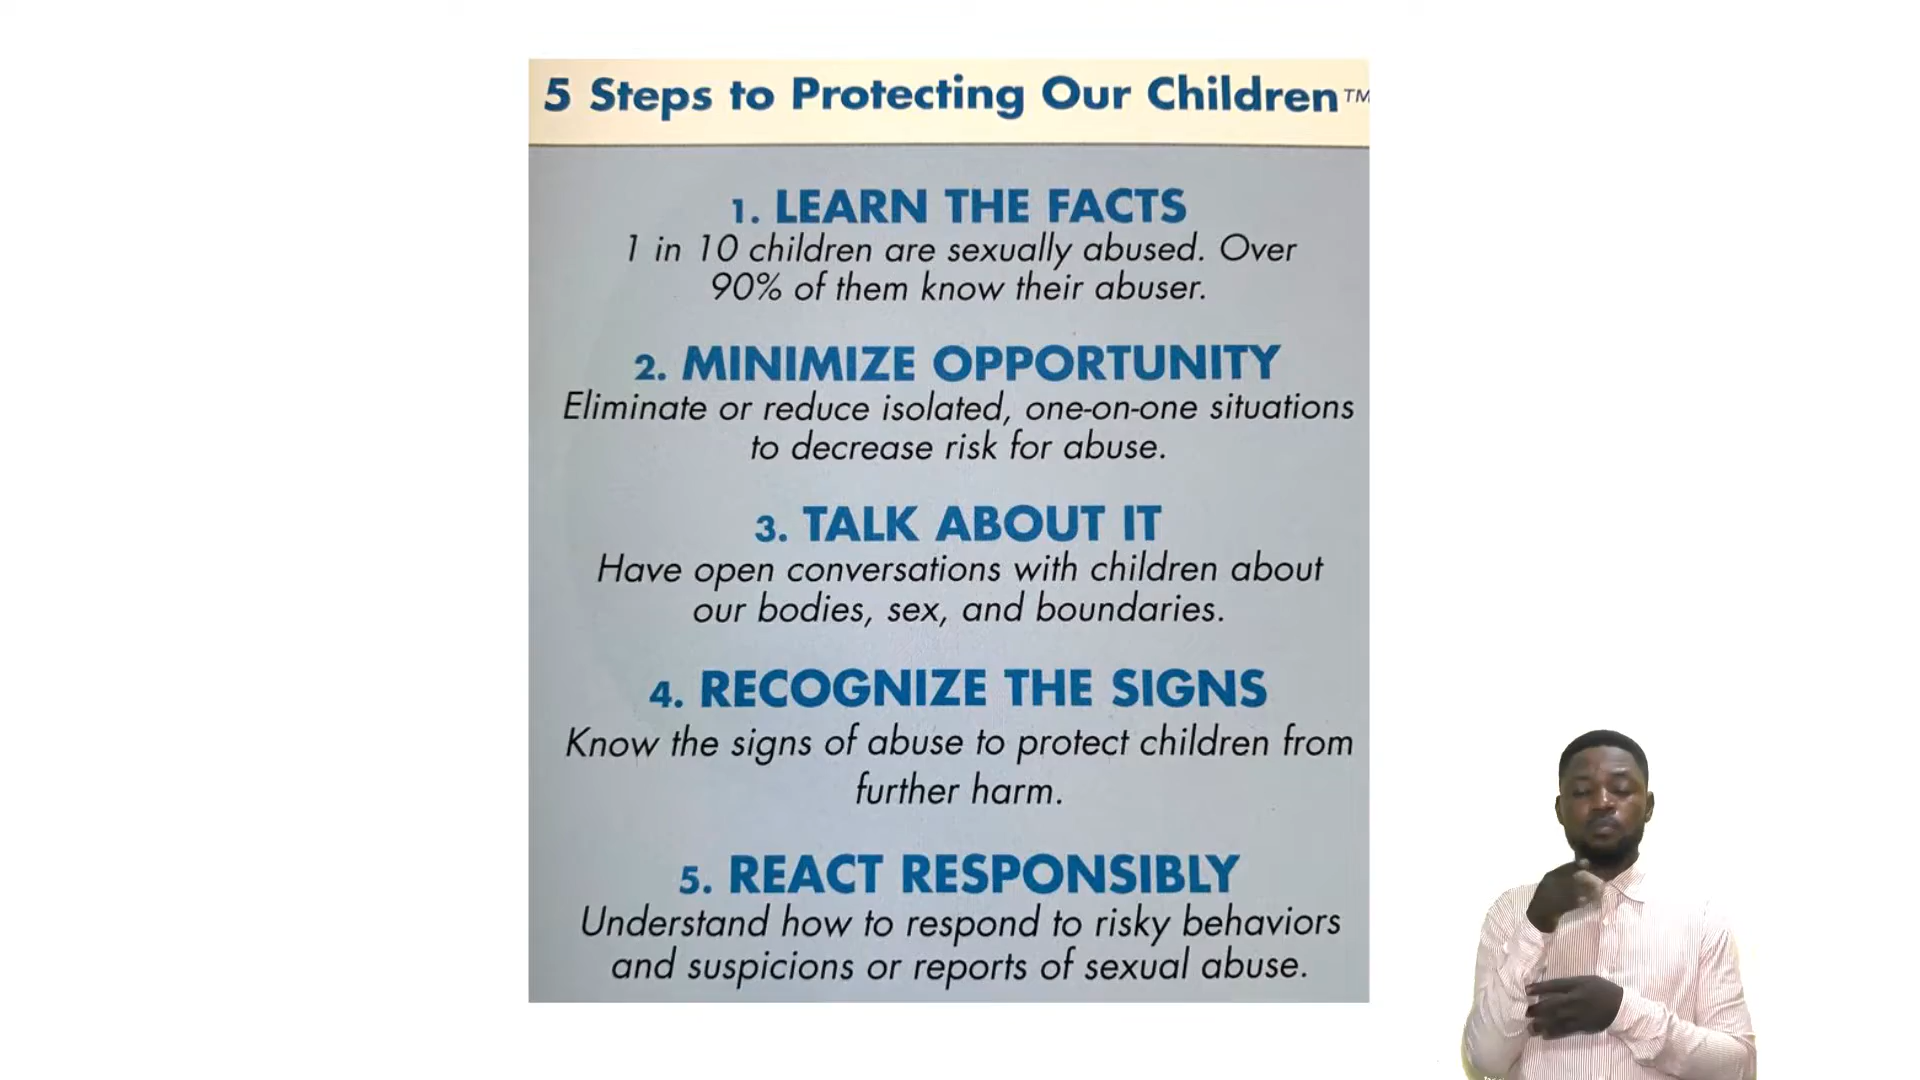 5 Steps to Protecting Our Children™
1. LEARN THE FACTS
1 in 10 children are sexually abused. Over
90% of them know their abuser.
2. MINIMIZE OPPORTUNITY
Eliminate or reduce isolated, one-on-one situations
to decrease risk for abuse.
3. TALK ABOUT IT
Have open conversations with children about
our bodies, sex, and boundaries.
4. RECOGNIZE THE SIGNS
Know the signs of abuse to protect children from
further harm.
5. REACT RESPONSIBLY
Understand how to respond to risky behaviors
and suspicions or reports of sexual abuse.